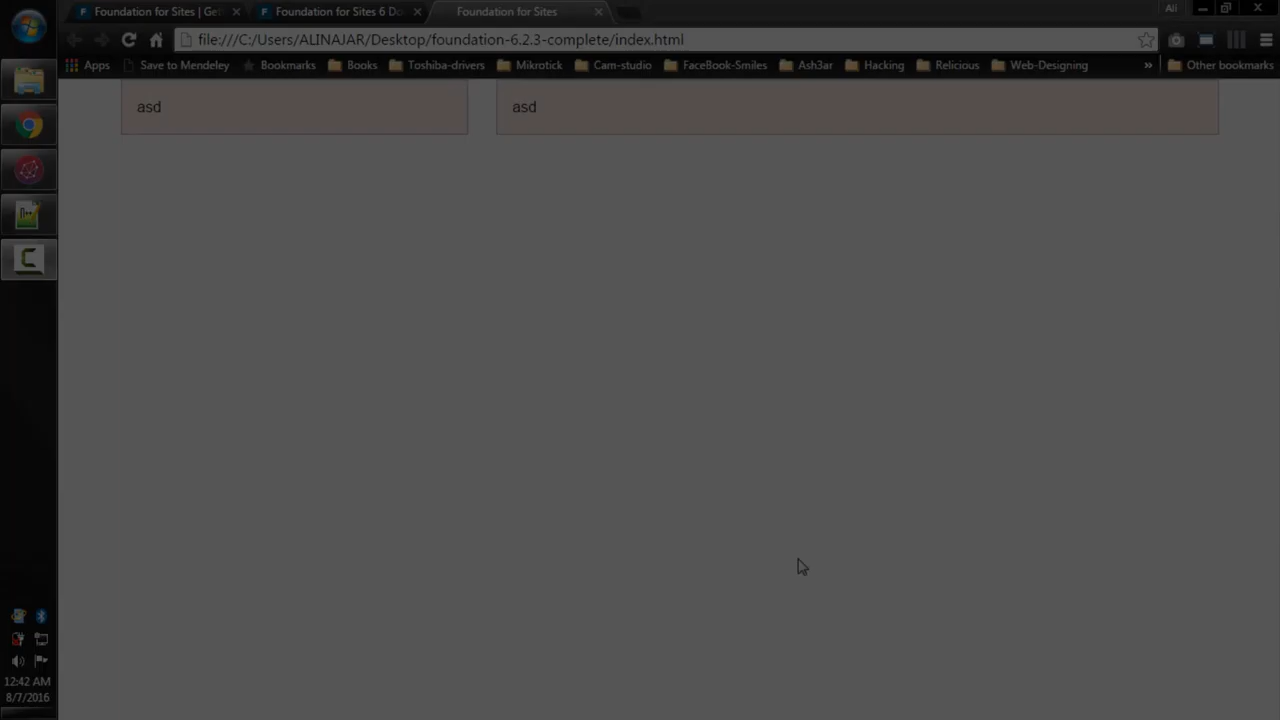 Foundation for Sites | Get
Foundation for Sites 6 Do
Foundation for Sites
Ali
file:///C:/Users/ALINAJAR/Desktop/foundation-6.2.3-complete/index.html
Apps
Save to Mendeley
Bookmarks
Books
Toshiba-drivers
Mikrotick
Cam-studio
FaceBook-Smiles
Ash3ar
Hacking
Relicious
Web-Designing
»
Other bookmarks
asd
asd
12:42 AM
8/7/2016